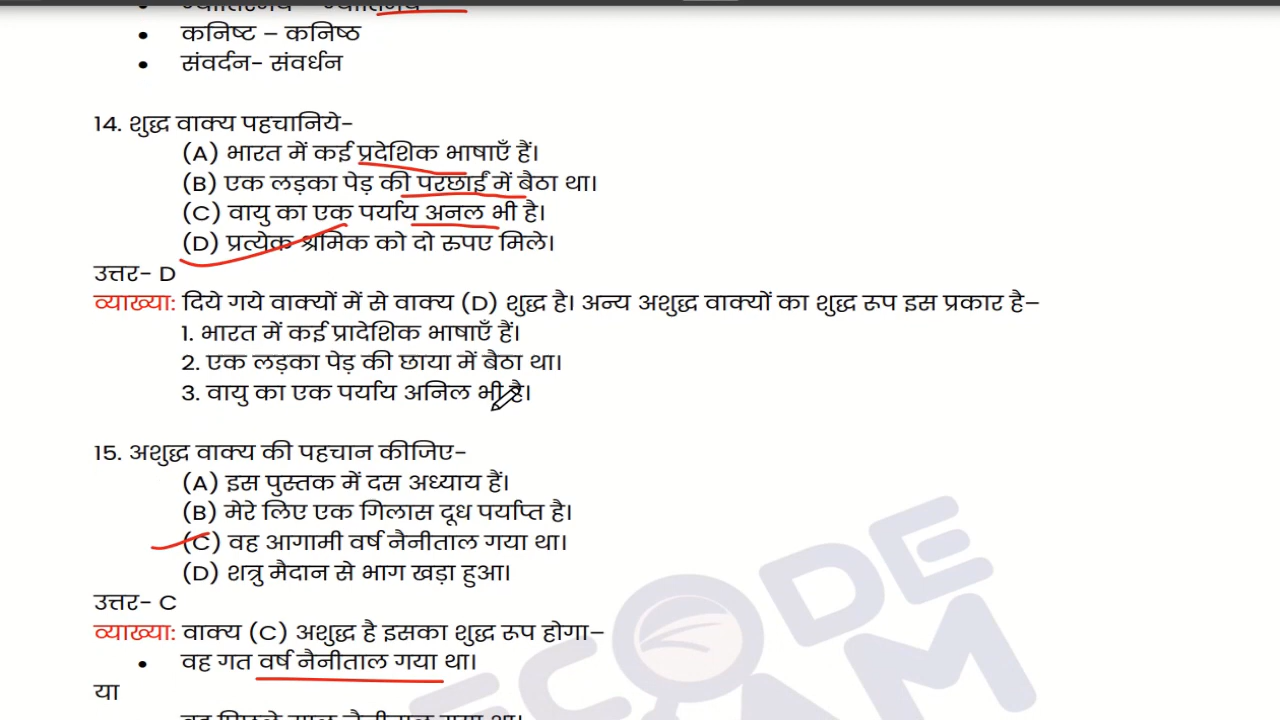 • कनिष्ट – कनिष्ठ
• संवर्दन- संवर्धन
14. शुद्ध वाक्य पहचानिये-
(A) भारत में कई प्रदेशिक भाषाएँ हैं।
(B) एक लड़का पेड़ की परछाईं में बैठा था।
(C) वायु का एक पर्याय अनल भी है।
(D) प्रत्येक श्रमिक को दो रुपए मिले।
उत्तर- D
व्याख्या: दिये गये वाक्यों में से वाक्य (D) शुद्ध है। अन्य अशुद्ध वाक्यों का शुद्ध रूप इस प्रकार है–
1. भारत में कई प्रादेशिक भाषाएँ हैं।
2. एक लड़का पेड़ की छाया में बैठा था।
3. वायु का एक पर्याय अनिल भी है।
15. अशुद्ध वाक्य की पहचान कीजिए-
(A) इस पुस्तक में दस अध्याय हैं।
(B) मेरे लिए एक गिलास दूध पर्याप्त है।
(C) वह आगामी वर्ष नैनीताल गया था।
(D) शत्रु मैदान से भाग खड़ा हुआ।
उत्तर- C
व्याख्या: वाक्य (C) अशुद्ध है इसका शुद्ध रूप होगा–
• वह गत वर्ष नैनीताल गया था।
या